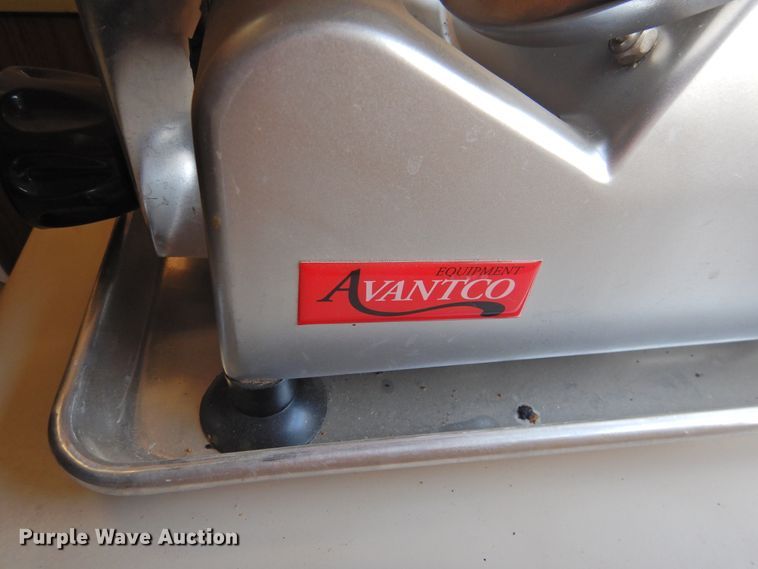 EQUIPMENT
AVANTCO
Purple Wave Auction